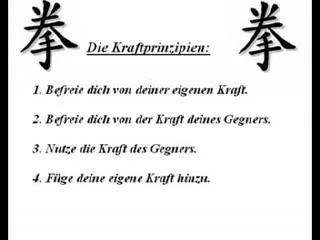 拳 拳
Die Kraftprinzipien:
1. Befreie dich von deiner eigenen Kraft.
2. Befreie dich von der Kraft deines Gegners.
3. Nutze die Kraft des Gegners.
4. Füge deine eigene Kraft hinzu.